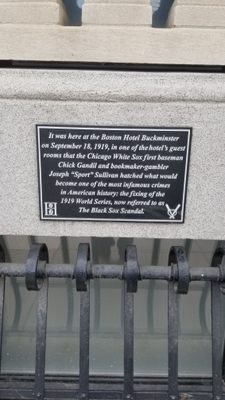 It was here at the Boston Hotel Buckminster
on September 18, 1919, in one of the hotel's guest
rooms that the Chicago White Sox first baseman
Chick Gandil and bookmaker-gambler
Joseph "Sport" Sullivan hatched what would
become one of the most infamous crimes
in American history: the fixing of the
1919 World Series, now referred to as
The Black Sox Scandal.